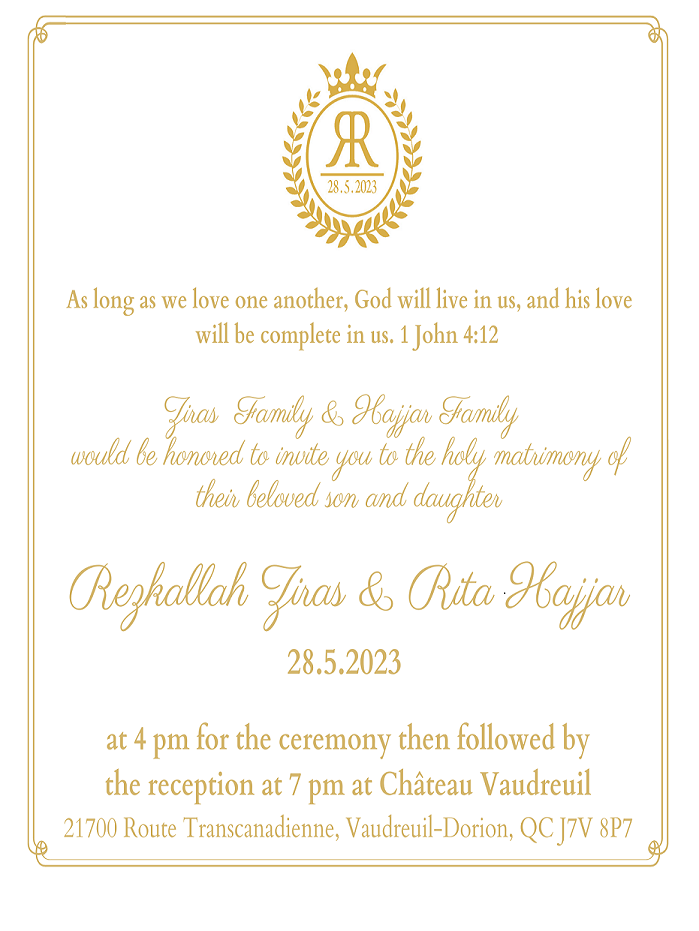 RR
28.5.2023
As long as we love one another, God will live in us, and his love
will be complete in us. 1 John 4:12
Ziras Family & Hajjar Family
would be honored to invite you to the holy matrimony of
their beloved son and daughter
Rezkallah Ziras & Rita Hajjar
28.5.2023
at 4 pm for the ceremony then followed by
the reception at 7 pm at Château Vaudreuil
21700 Route Transcanadienne, Vaudreuil-Dorion, QC J7V 8P7